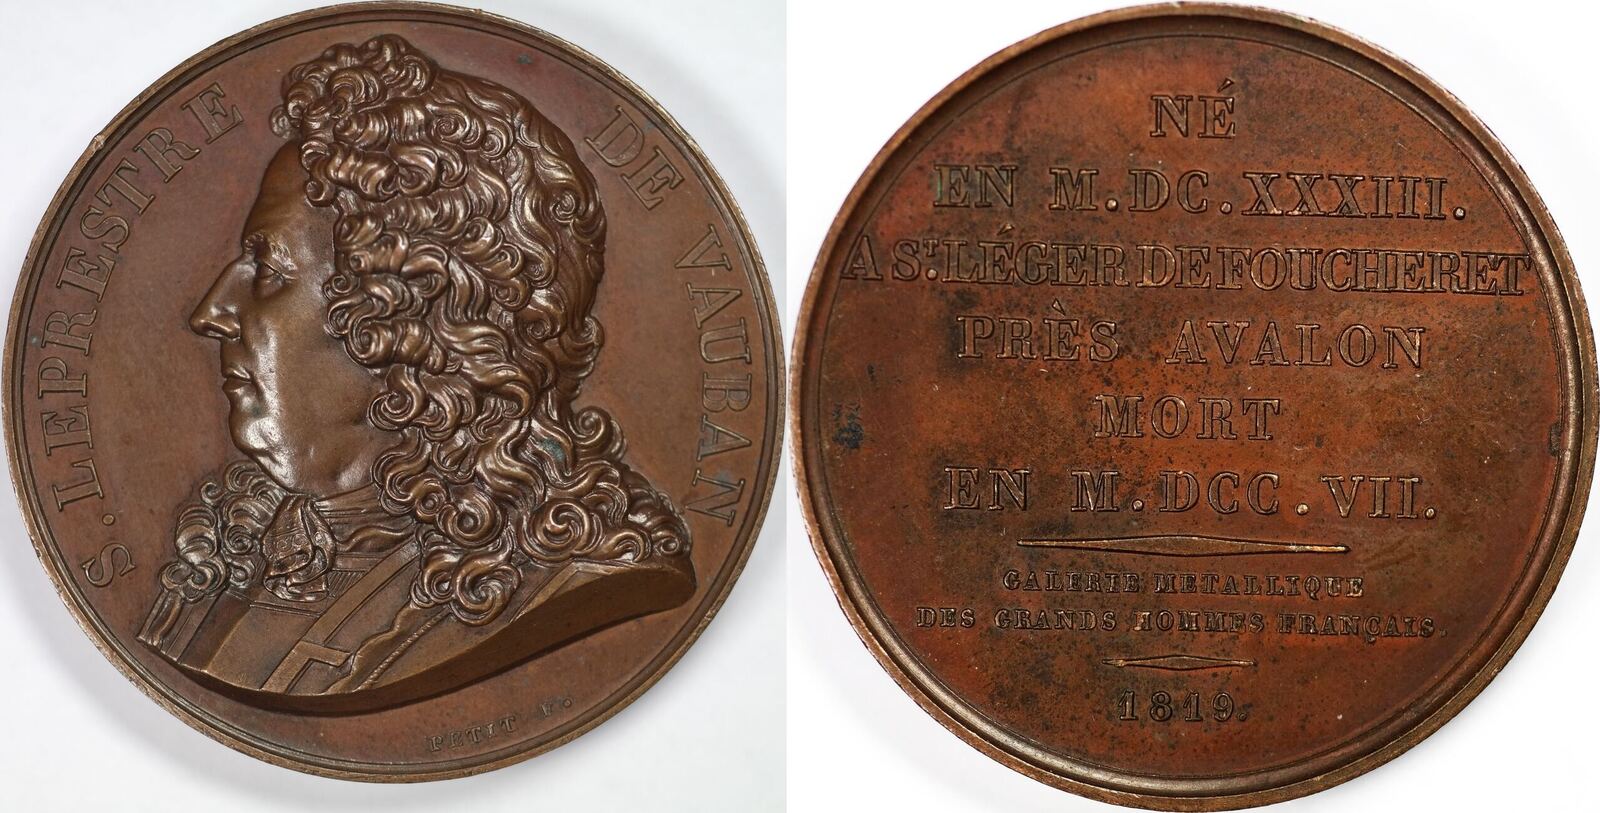 S. LEPRESTRE DE VAUBAN
PETIT F.
NÉ
EN M.DC.XXXIII.
A ST. LÉGER DE FOUCHERET
PRÈS AVALON
MORT
EN M.DCC.VII.
GALERIE METALLIQUE
DES GRANDS HOMMES FRANÇAIS.
1819.